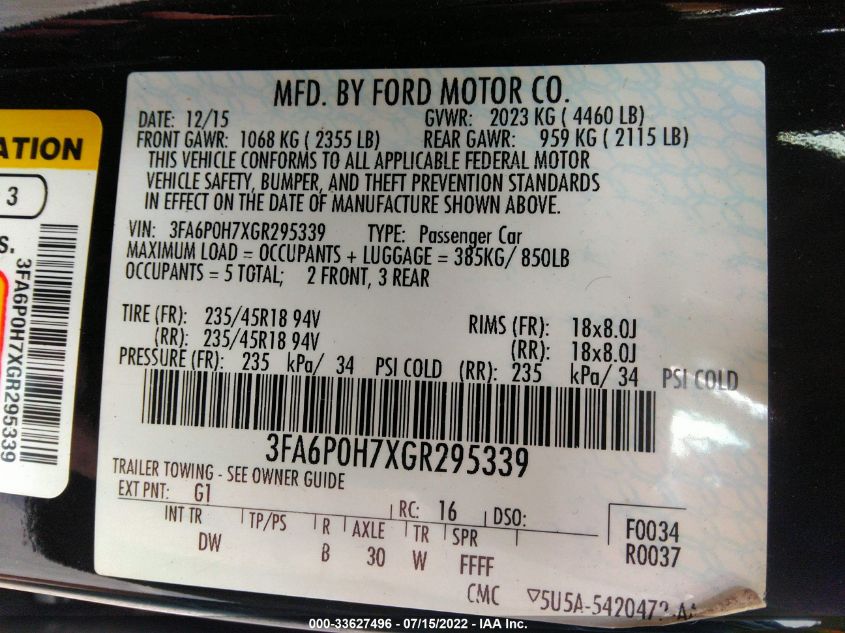 MFD. BY FORD MOTOR CO.
DATE: 12/15 GVWR: 2023 KG ( 4460 LB)
FRONT GAWR: 1068 KG ( 2355 LB) REAR GAWR: 959 KG ( 2115 LB)
THIS VEHICLE CONFORMS TO ALL APPLICABLE FEDERAL MOTOR
VEHICLE SAFETY, BUMPER, AND THEFT PREVENTION STANDARDS
IN EFFECT ON THE DATE OF MANUFACTURE SHOWN ABOVE.
VIN: 3FA6P0H7XGR295339 TYPE: Passenger Car
MAXIMUM LOAD = OCCUPANTS + LUGGAGE = 385KG/ 850LB
OCCUPANTS = 5 TOTAL; 2 FRONT, 3 REAR
TIRE (FR): 235/45R18 94V RIMS (FR): 18x8.0J
(RR): 235/45R18 94V (RR): 18x8.0J
PRESSURE (FR): 235 kPa/ 34 PSI COLD (RR): 235 kPa/ 34 PSI COLD
3FA6P0H7XGR295339
TRAILER TOWING - SEE OWNER GUIDE
EXT PNT: G1 RC: 16 DSO:
INT TR TP/PS R AXLE TR SPR
DW B 30 W FFFF
F0034
R0037
CMC 5U5A-5420472-AA
ATION
3
S.
3FA6P0H7XGR295339
000-33627496 - 07/15/2022 - IAA Inc.